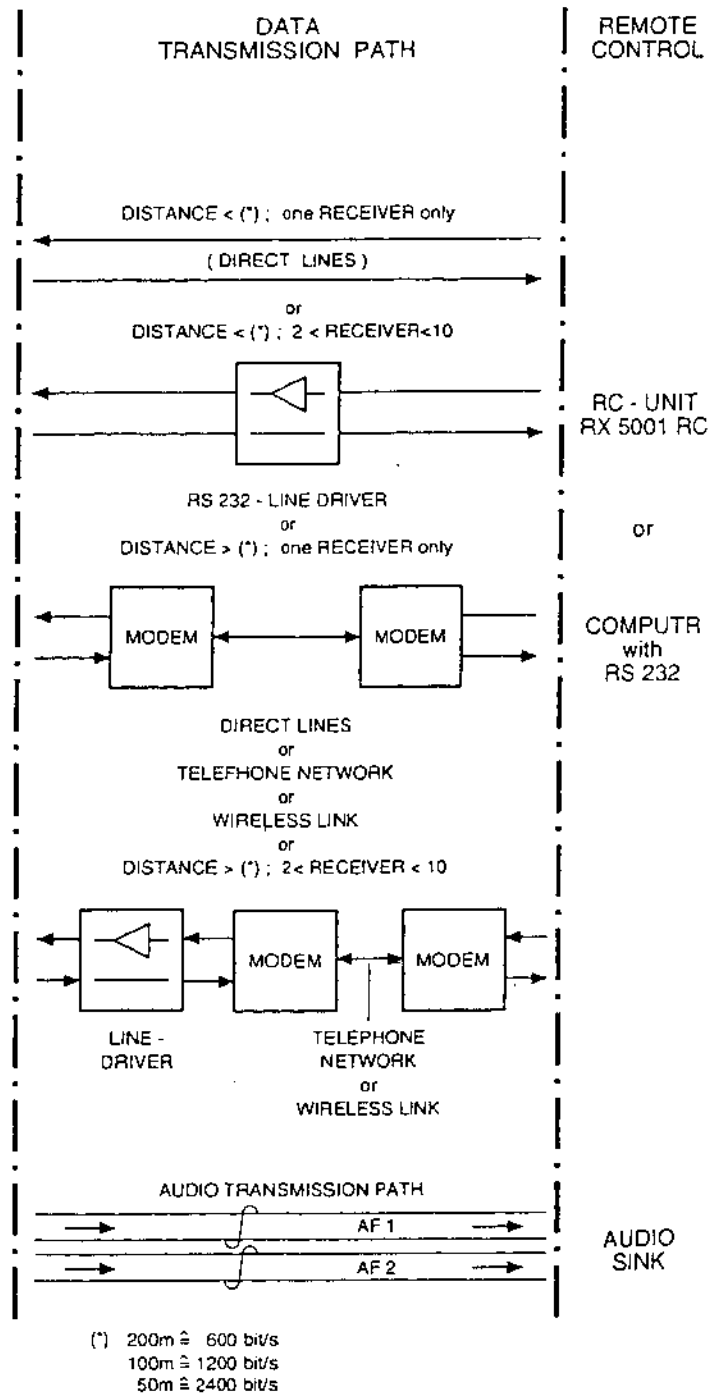 DATA
TRANSMISSION PATH
REMOTE
CONTROL
DISTANCE < (*) ; one RECEIVER only
( DIRECT LINES )
or
DISTANCE < (*) ; 2 < RECEIVER<10
RC - UNIT
RX 5001 RC
RS 232 - LINE DRIVER
or
DISTANCE > (*) ; one RECEIVER only
or
MODEM
MODEM
COMPUTR
with
RS 232
DIRECT LINES
or
TELEFHONE NETWORK
or
WIRELESS LINK
or
DISTANCE > (*) ; 2< RECEIVER < 10
MODEM
MODEM
LINE -
DRIVER
TELEPHONE
NETWORK
or
WIRELESS LINK
AUDIO TRANSMISSION PATH
AF 1
AF 2
AUDIO
SINK
(*) 200m ≙ 600 bit/s
100m ≙ 1200 bit/s
50m ≙ 2400 bit/s